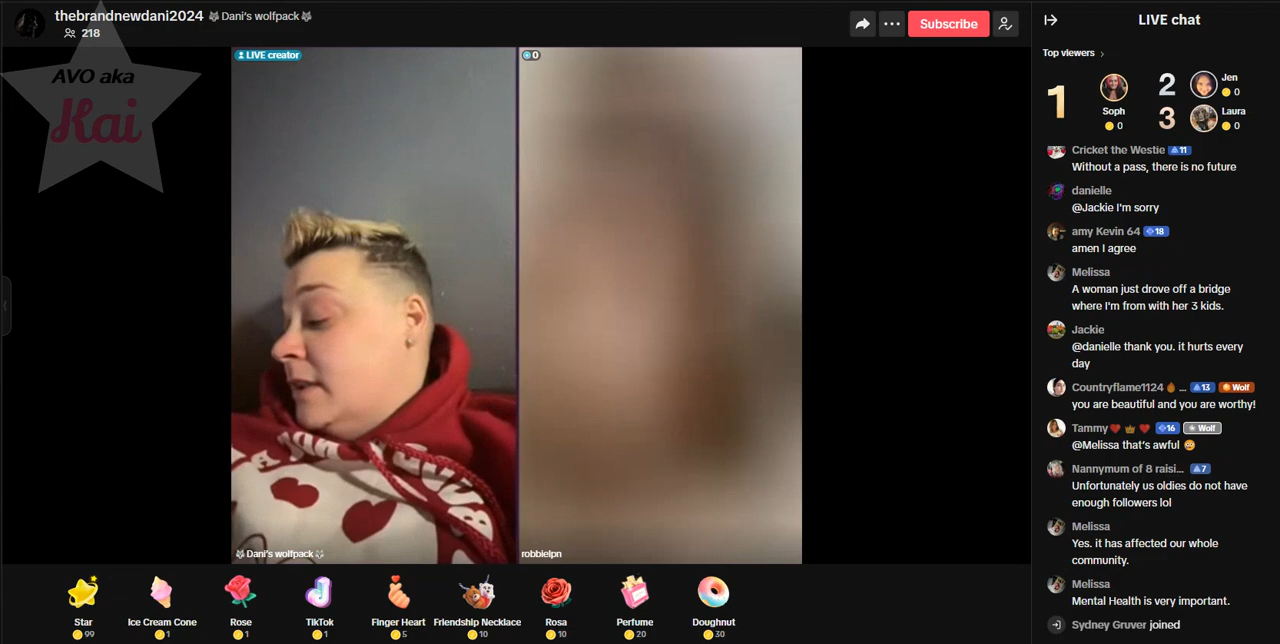 thebrandnewdani2024 🐺 Dani's wolfpack 🐺
218
Subscribe
AVO aka
Kai
LIVE creator
0
🐺 Dani's wolfpack 🐺
robbielpn
Star
99
Ice Cream Cone
1
Rose
1
TikTok
1
Finger Heart
5
Friendship Necklace
10
Rosa
10
Perfume
20
Doughnut
30
LIVE chat
Top viewers >
1
Soph
0
2
Jen
0
3
Laura
0
Cricket the Westie 11
Without a pass, there is no future
danielle
@Jackie I'm sorry
amy Kevin 64 18
amen I agree
Melissa
A woman just drove off a bridge
where I'm from with her 3 kids.
Jackie
@danielle thank you. it hurts every
day
Countryflame1124 🔥 ... 13 Wolf
you are beautiful and you are worthy!
Tammy❤️ 👑 ❤️ 16 Wolf
@Melissa that's awful 😳
Nannymum of 8 raisi... 7
Unfortunately us oldies do not have
enough followers lol
Melissa
Yes. it has affected our whole
community.
Melissa
Mental Health is very important.
Sydney Gruver joined